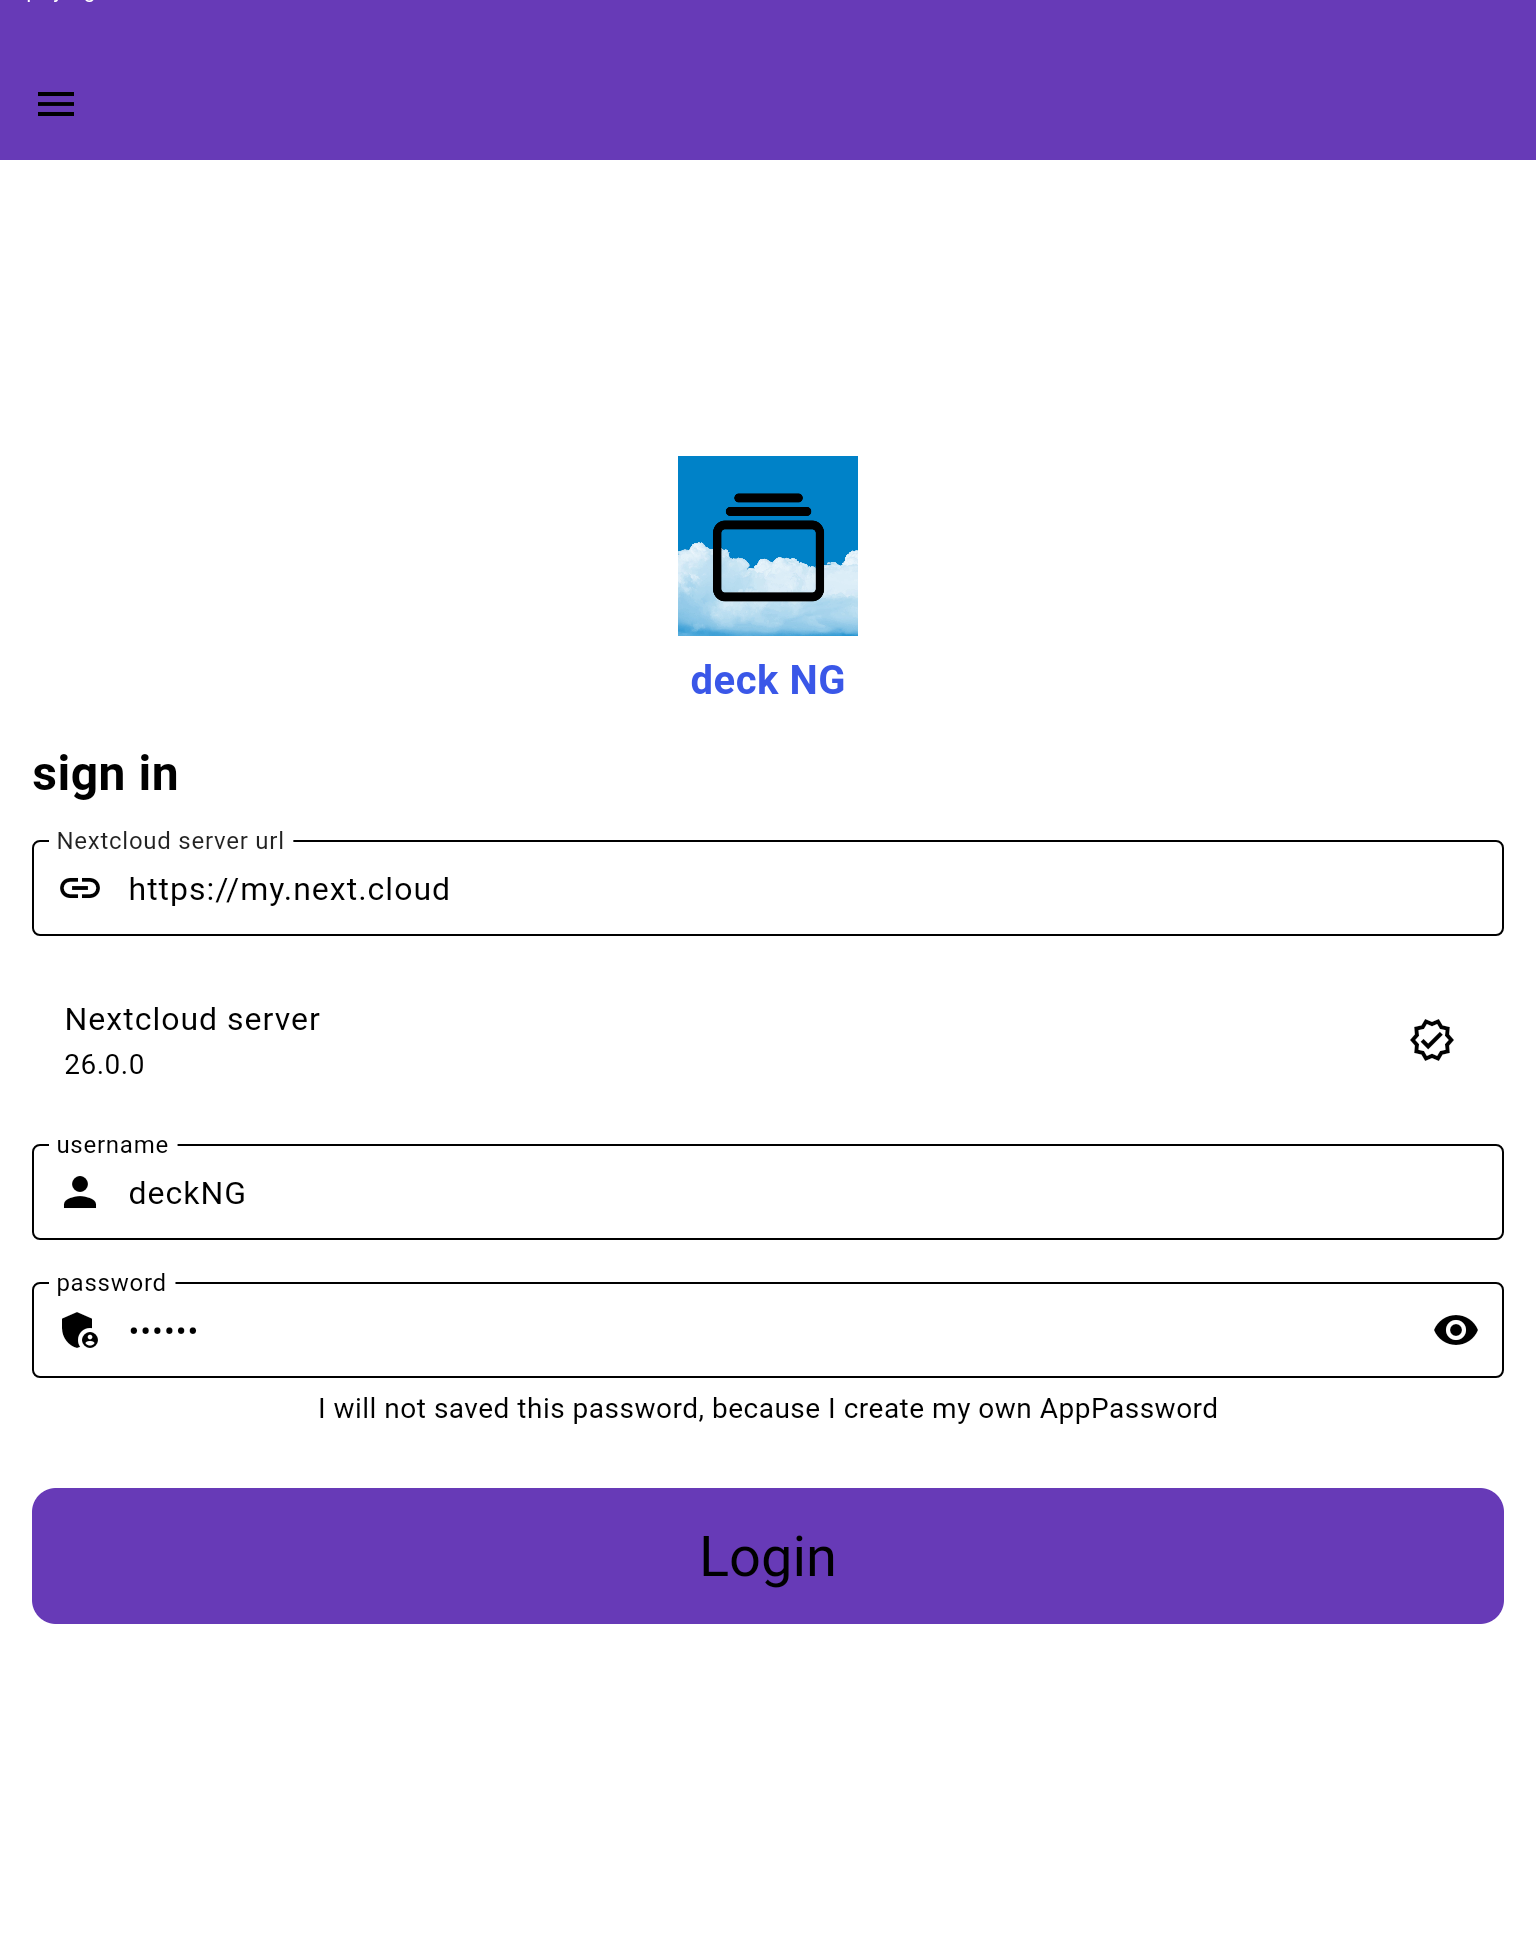 deck NG
sign in
Nextcloud server url
https://my.next.cloud
Nextcloud server
26.0.0
username
deckNG
password
••••••
I will not saved this password, because I create my own AppPassword
Login